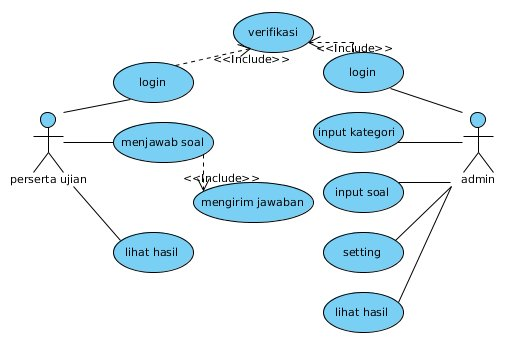 verifikasi
<<Include>>
<<Include>>
login
login
menjawab soal
input kategori
perserta ujian
admin
<<Include>>
input soal
mengirim jawaban
lihat hasil
setting
lihat hasil